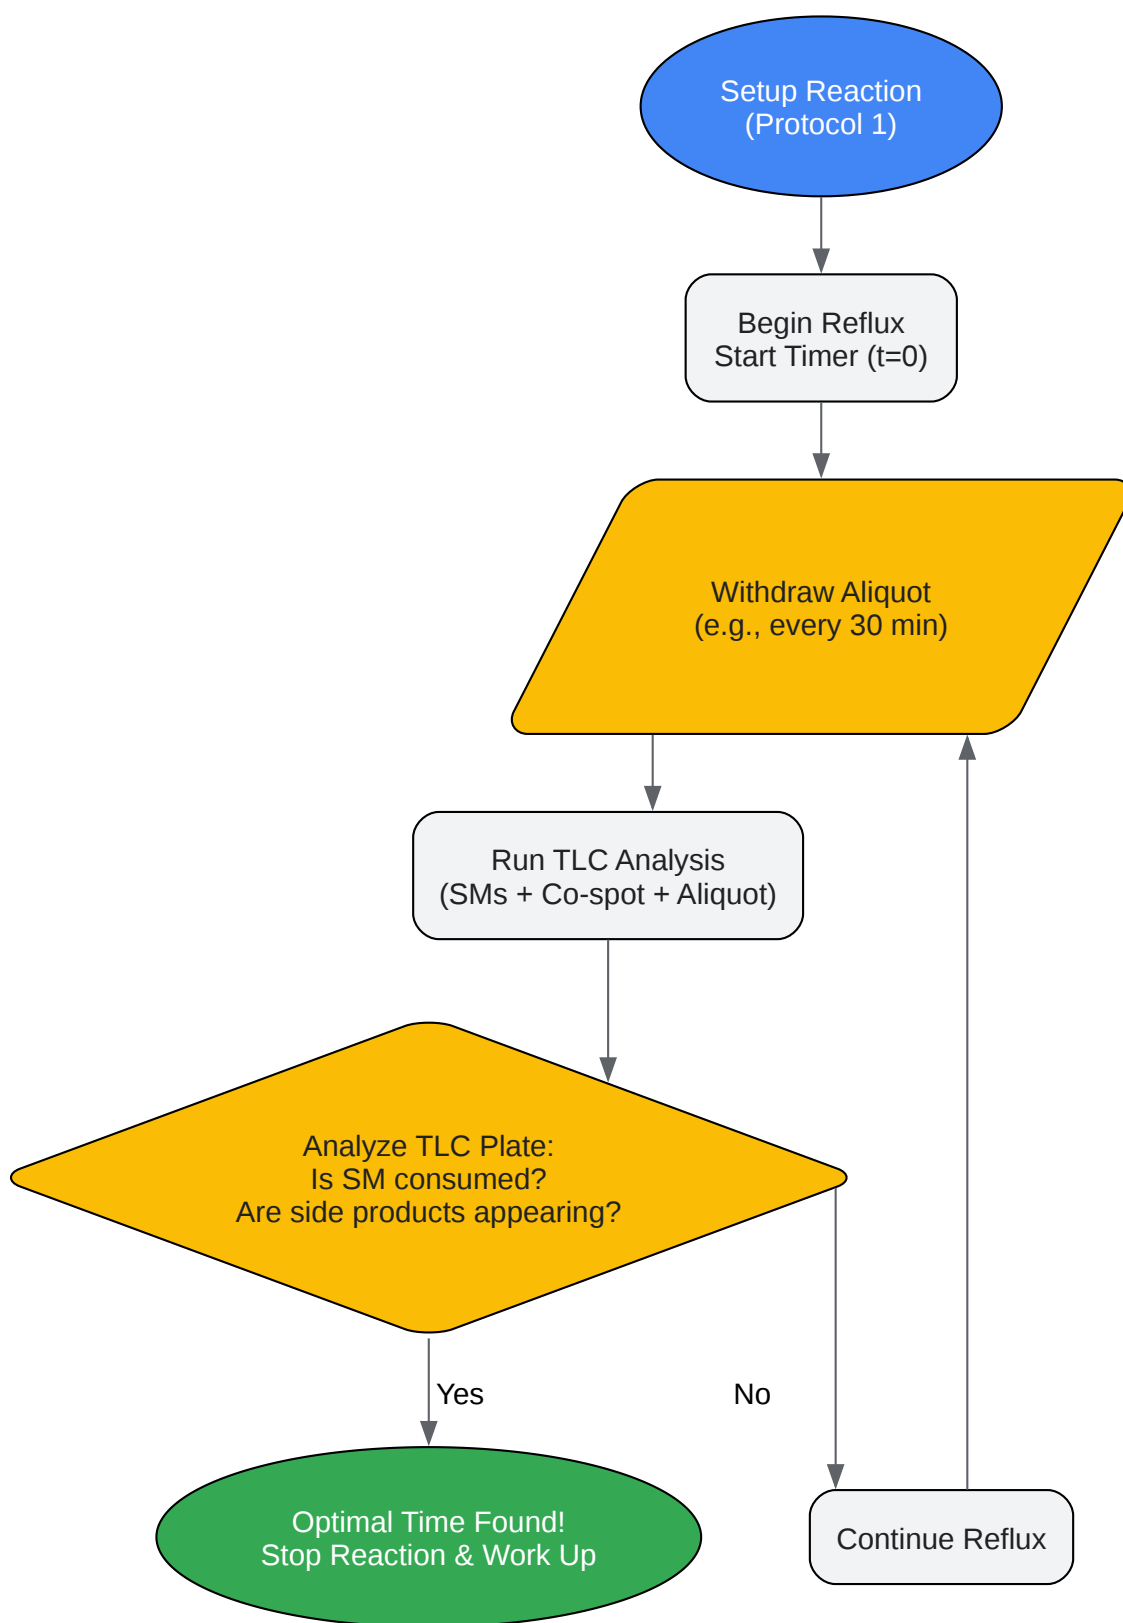 Setup Reaction
(Protocol 1)
Begin Reflux
Start Timer (t=0)
Withdraw Aliquot
(e.g., every 30 min)
Run TLC Analysis
(SMs + Co-spot + Aliquot)
Analyze TLC Plate:
Is SM consumed?
Are side products appearing?
Yes
No
Optimal Time Found!
Stop Reaction & Work Up
Continue Reflux